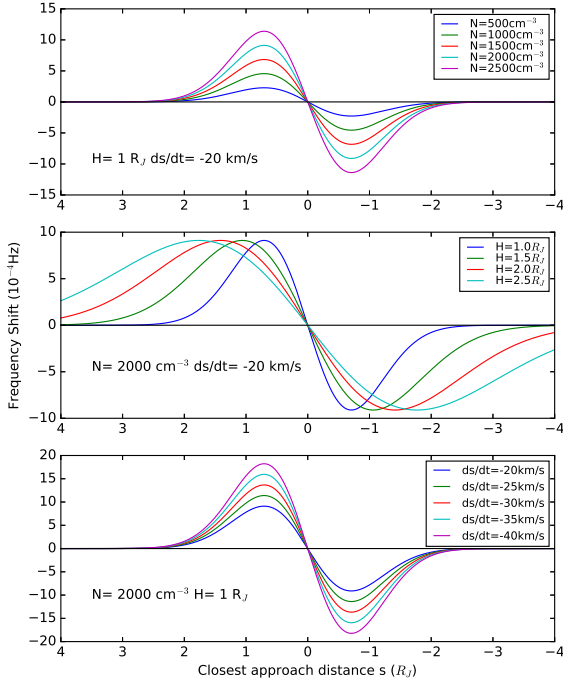 15
10
5
0
−5
−10
−15
N=500cm⁻³
N=1000cm⁻³
N=1500cm⁻³
N=2000cm⁻³
N=2500cm⁻³
H= 1 R_J ds/dt= -20 km/s
4 3 2 1 0 −1 −2 −3 −4
Frequency Shift (10⁻⁴Hz)
10
5
0
−5
−10
H=1.0R_J
H=1.5R_J
H=2.0R_J
H=2.5R_J
N= 2000 cm⁻³ ds/dt= -20 km/s
4 3 2 1 0 −1 −2 −3 −4
20
15
10
5
0
−5
−10
−15
−20
ds/dt=-20km/s
ds/dt=-25km/s
ds/dt=-30km/s
ds/dt=-35km/s
ds/dt=-40km/s
N= 2000 cm⁻³ H= 1 R_J
4 3 2 1 0 −1 −2 −3 −4
Closest approach distance s (R_J)